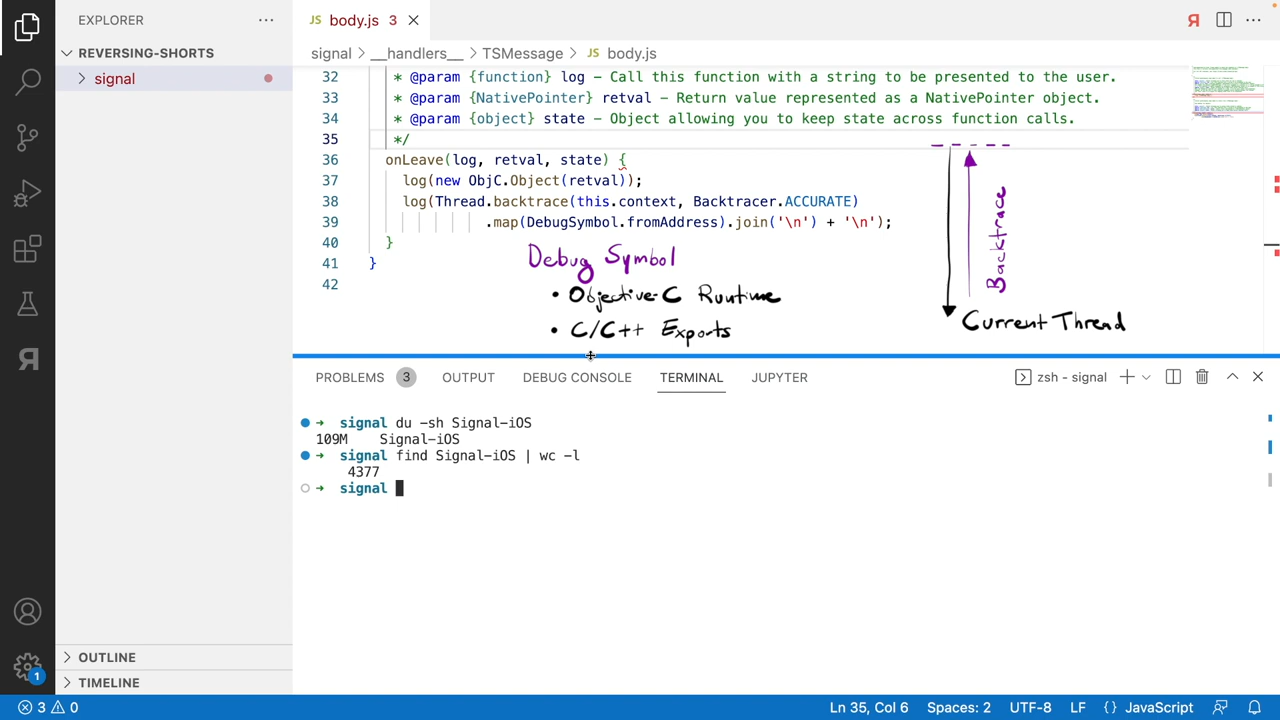 EXPLORER
REVERSING-SHORTS
signal
OUTLINE
TIMELINE
1
JS body.js 3
Я
signal > __handlers__ > TSMessage > JS body.js
32 * @param {function} log – Call this function with a string to be presented to the user.
33 * @param {NativePointer} retval – Return value represented as a NativePointer object.
34 * @param {object} state – Object allowing you to keep state across function calls.
35 */
36 onLeave(log, retval, state) {
37 log(new ObjC.Object(retval));
38 log(Thread.backtrace(this.context, Backtracer.ACCURATE)
39 .map(DebugSymbol.fromAddress).join('\n') + '\n');
40 }
41 }
42
Debug Symbol
• Objective-C Runtime
• C/C++ Exports
Backtrace
Current Thread
PROBLEMS 3 OUTPUT DEBUG CONSOLE TERMINAL JUPYTER
zsh – signal
➜ signal du –sh Signal–iOS
109M Signal–iOS
➜ signal find Signal–iOS | wc –l
4377
➜ signal
3 0
Ln 35, Col 6 Spaces: 2 UTF-8 LF {} JavaScript